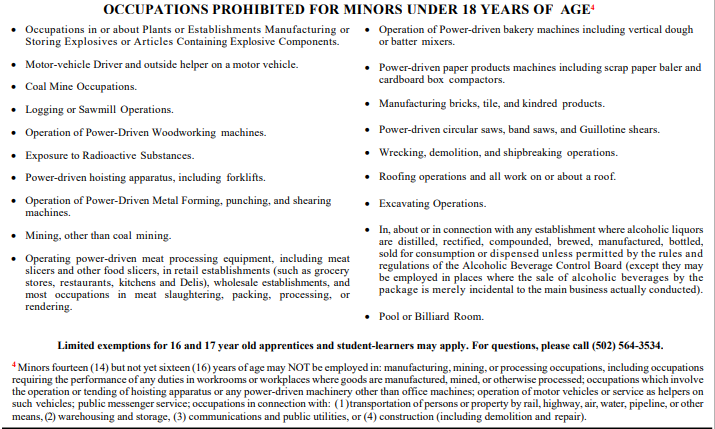 OCCUPATIONS PROHIBITED FOR MINORS UNDER 18 YEARS OF AGE4
• Occupations in or about Plants or Establishments Manufacturing or
Storing Explosives or Articles Containing Explosive Components.
• Motor-vehicle Driver and outside helper on a motor vehicle.
• Coal Mine Occupations.
• Logging or Sawmill Operations.
• Operation of Power-Driven Woodworking machines.
• Exposure to Radioactive Substances.
• Power-driven hoisting apparatus, including forklifts.
• Operation of Power-Driven Metal Forming, punching, and shearing
machines.
• Mining, other than coal mining.
• Operating power-driven meat processing equipment, including meat
slicers and other food slicers, in retail establishments (such as grocery
stores, restaurants, kitchens and Delis), wholesale establishments, and
most occupations in meat slaughtering, packing, processing, or
rendering.
• Operation of Power-driven bakery machines including vertical dough
or batter mixers.
• Power-driven paper products machines including scrap paper baler and
cardboard box compactors.
• Manufacturing bricks, tile, and kindred products.
• Power-driven circular saws, band saws, and Guillotine shears.
• Wrecking, demolition, and shipbreaking operations.
• Roofing operations and all work on or about a roof.
• Excavating Operations.
• In, about or in connection with any establishment where alcoholic liquors
are distilled, rectified, compounded, brewed, manufactured, bottled,
sold for consumption or dispensed unless permitted by the rules and
regulations of the Alcoholic Beverage Control Board (except they may
be employed in places where the sale of alcoholic beverages by the
package is merely incidental to the main business actually conducted).
• Pool or Billiard Room.
Limited exemptions for 16 and 17 year old apprentices and student-learners may apply. For questions, please call (502) 564-3534.
4 Minors fourteen (14) but not yet sixteen (16) years of age may NOT be employed in: manufacturing, mining, or processing occupations, including occupations
requiring the performance of any duties in workrooms or workplaces where goods are manufactured, mined, or otherwise processed; occupations which involve
the operation or tending of hoisting apparatus or any power-driven machinery other than office machines; operation of motor vehicles or service as helpers on
such vehicles; public messenger service; occupations in connection with: (1)transportation of persons or property by rail, highway, air, water, pipeline, or other
means, (2) warehousing and storage, (3) communications and public utilities, or (4) construction (including demolition and repair).